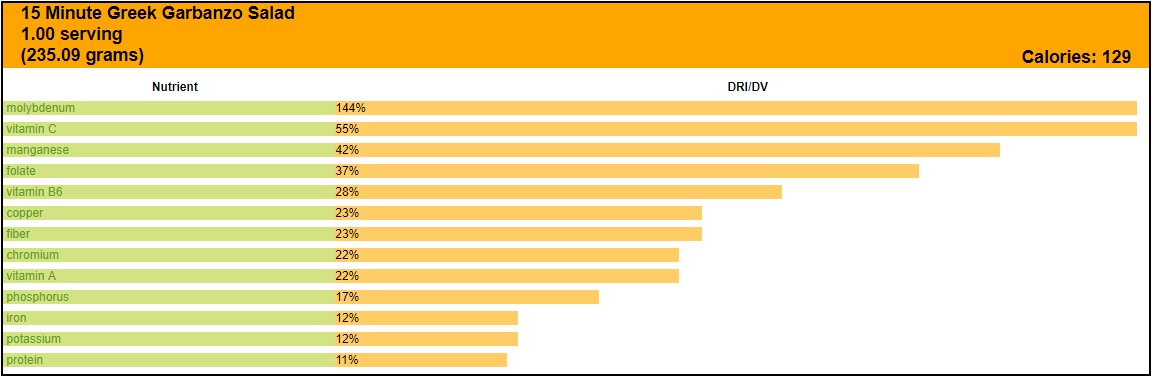 15 Minute Greek Garbanzo Salad
1.00 serving
(235.09 grams) Calories: 129
Nutrient DRI/DV
molybdenum 144%
vitamin C 55%
manganese 42%
folate 37%
vitamin B6 28%
copper 23%
fiber 23%
chromium 22%
vitamin A 22%
phosphorus 17%
iron 12%
potassium 12%
protein 11%